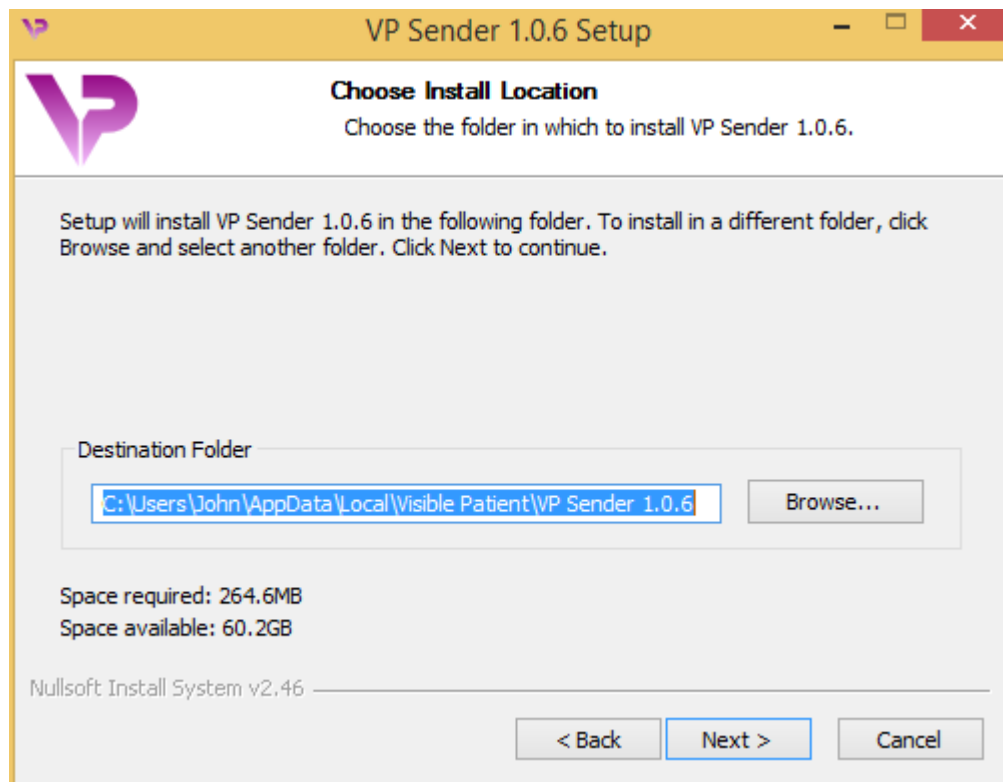 VP Sender 1.0.6 Setup
VP
Choose Install Location
Choose the folder in which to install VP Sender 1.0.6.
Setup will install VP Sender 1.0.6 in the following folder. To install in a different folder, click
Browse and select another folder. Click Next to continue.
Destination Folder
C:\Users\John\AppData\Local\Visible Patient\VP Sender 1.0.6
Browse...
Space required: 264.6MB
Space available: 60.2GB
Nullsoft Install System v2.46
< Back
Next >
Cancel